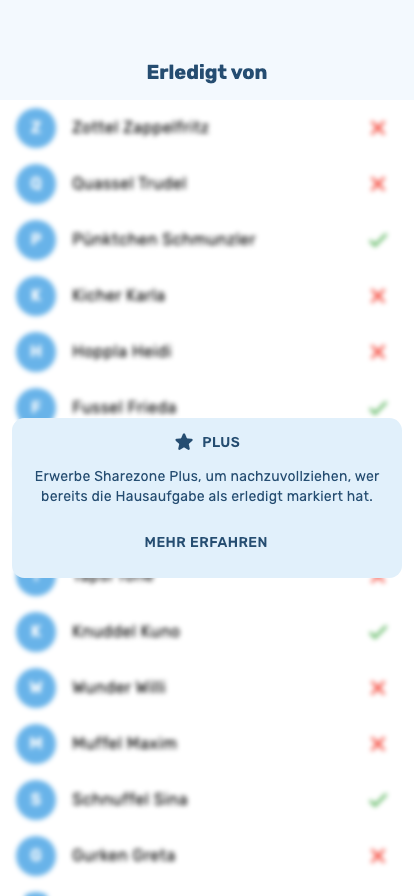 Erledigt von
Z Zottel Zappelfritz
Q Quassel Trudel
P Pünktchen Schmunzler
K Kicher Karla
H Hoppla Heidi
F Fussel Frieda
PLUS
Erwerbe Sharezone Plus, um nachzuvollziehen, wer
bereits die Hausaufgabe als erledigt markiert hat.
MEHR ERFAHREN
K Knuddel Kuno
W Wunder Willi
M Muffel Maxim
S Schnuffel Sina
G Gurken Greta